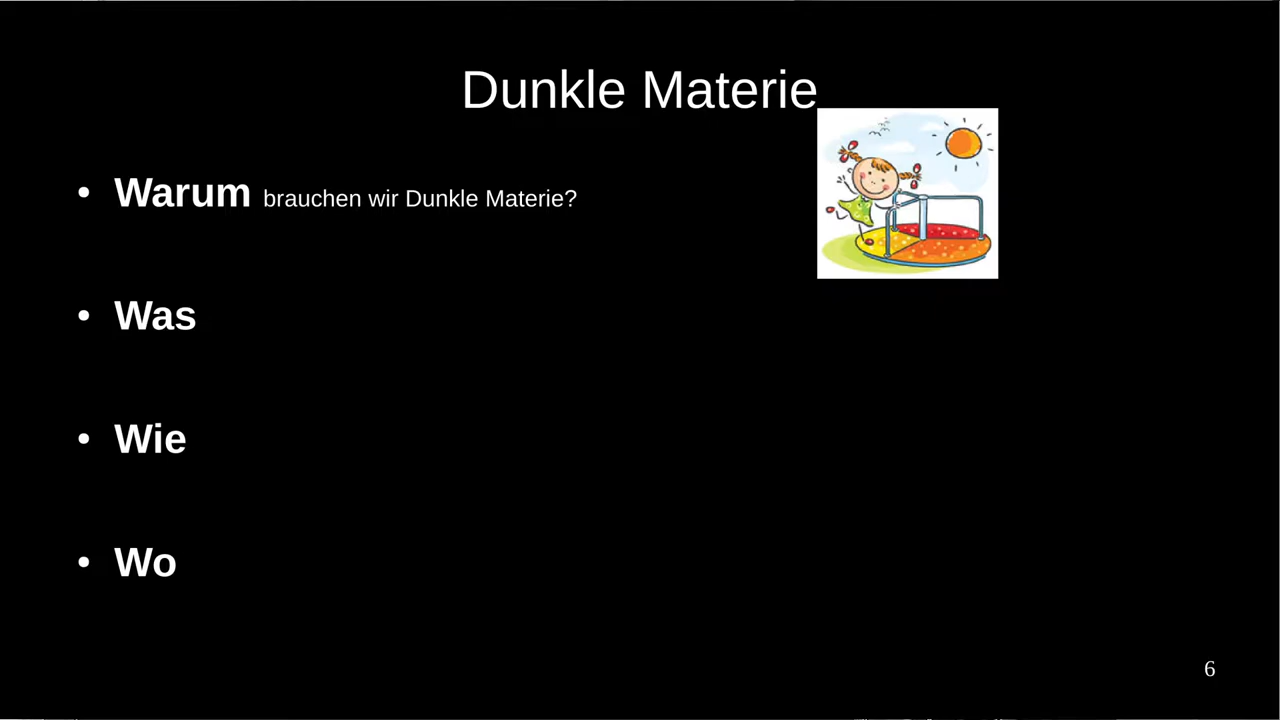 Dunkle Materie
• Warum brauchen wir Dunkle Materie?
• Was
• Wie
• Wo
6